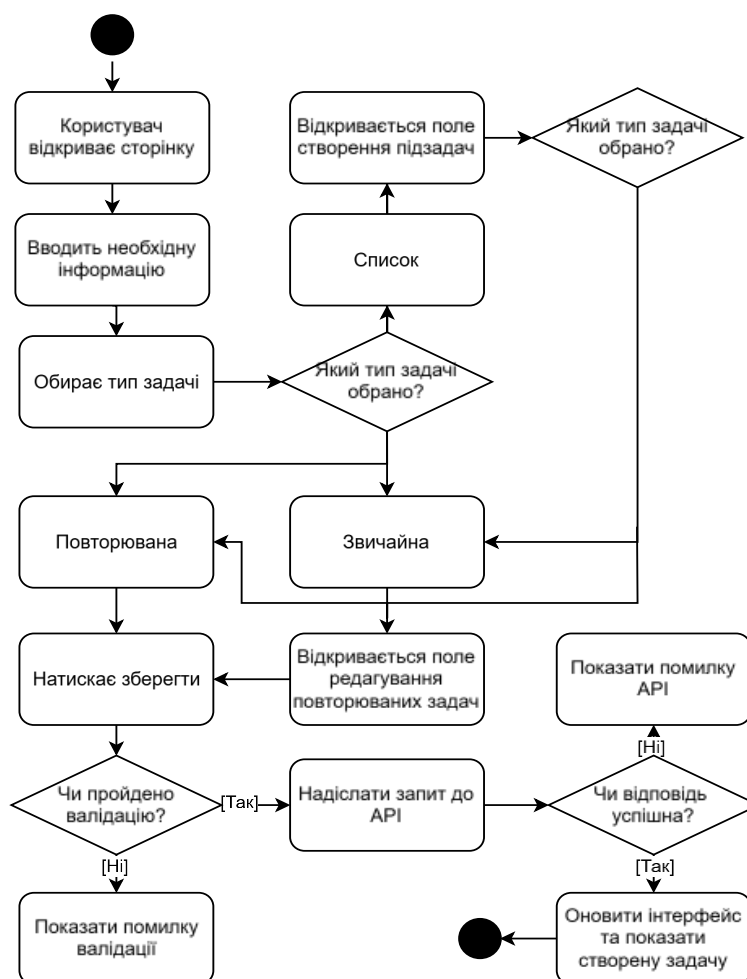 Користувач
відкриває сторінку
Відкривається поле
створення підзадач
Який тип задачі
обрано?
Вводить необхідну
інформацію
Список
Обирає тип задачі
Який тип задачі
обрано?
Повторювана
Звичайна
Натискає зберегти
Відкривається поле
редагування
повторюваних задач
Показати помилку
АРІ
[Ні]
Чи пройдено
валідацію?
[Так]
Надіслати запит до
АРІ
Чи відповідь
успішна?
[Ні]
[Так]
Показати помилку
валідації
Оновити інтерфейс
та показати
створену задачу